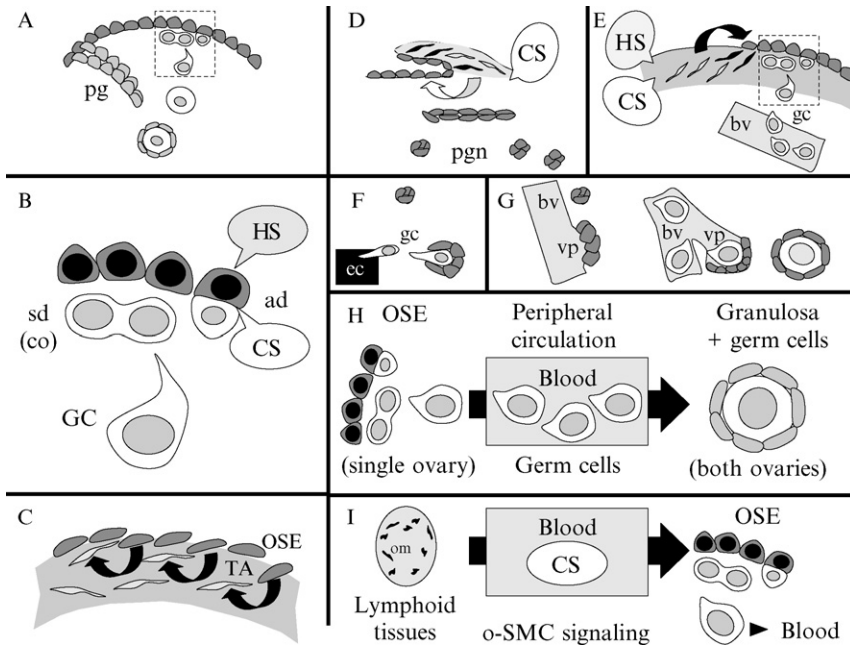 A
pg
B
HS
ad
sd
(co)
CS
GC
C
OSE
TA
D
CS
pgn
E
HS
CS
gc
bv
F
gc
ec
G
bv
vp
bv
vp
H
OSE
Peripheral
circulation
Granulosa
+ germ cells
Blood
(single ovary)
Germ cells
(both ovaries)
I
om
Lymphoid
tissues
Blood
CS
o-SMC signaling
OSE
Blood